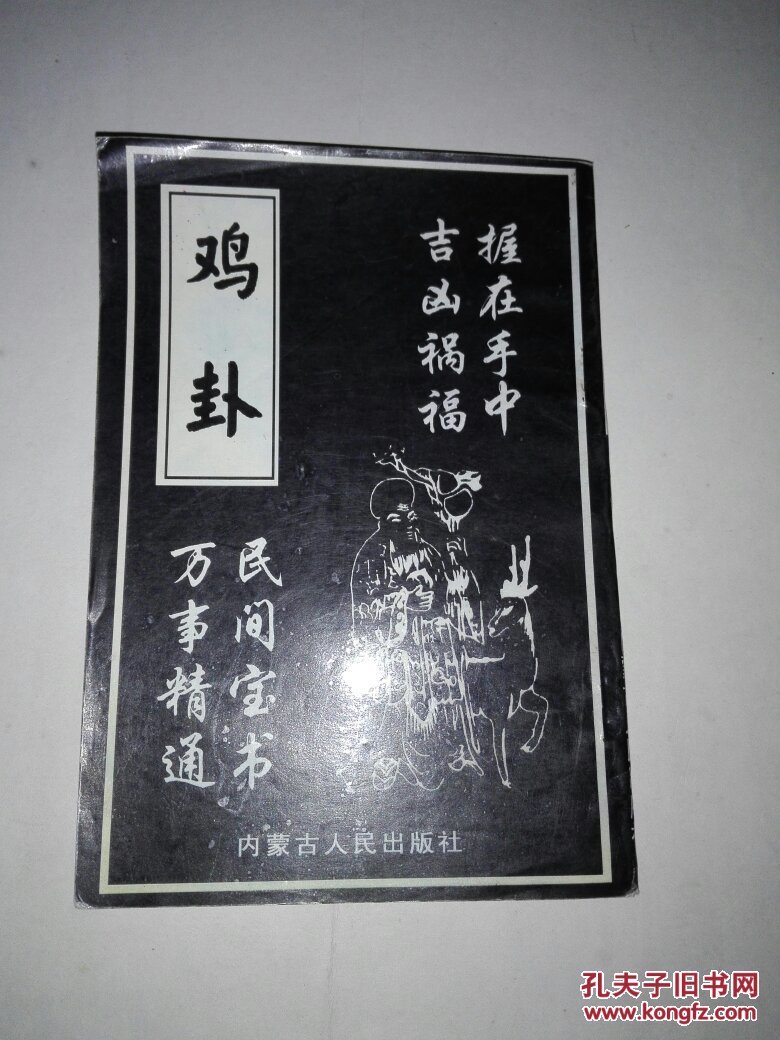 鸡卦
握在手中
吉凶祸福
民间宝书
万事精通
内蒙古人民出版社
孔夫子旧书网
www.kongfz.com